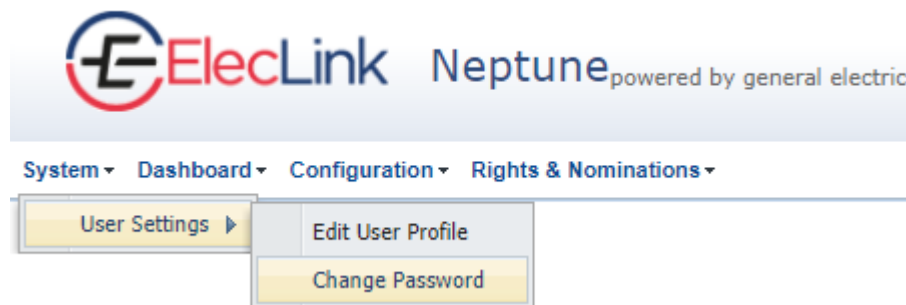 ElecLink Neptune powered by general electric
System Dashboard Configuration Rights & Nominations
User Settings
Edit User Profile
Change Password